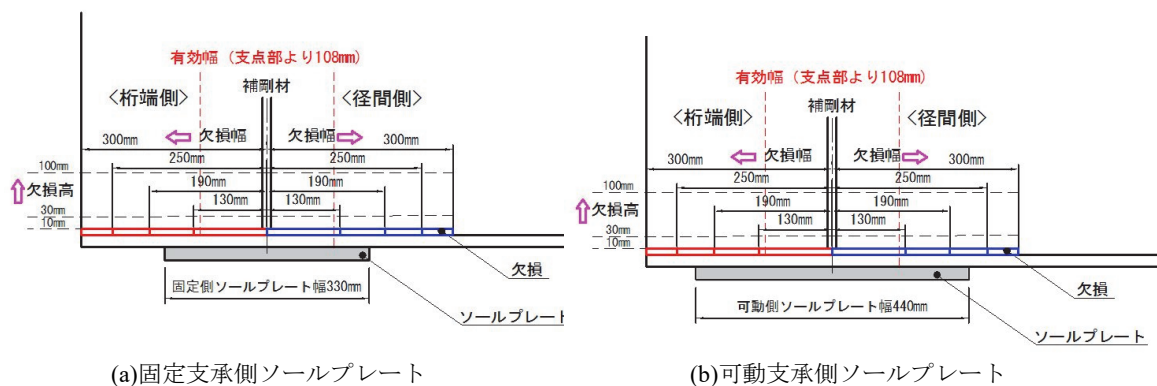 有効幅（支点部より108mm）
補剛材
<桁端側>
<径間側>
300mm
欠損幅
欠損幅
300mm
100mm
250mm
250mm
欠損高
190mm
190mm
30mm
130mm
130mm
10mm
欠損
固定側ソールプレート幅330mm
ソールプレート
(a)固定支承側ソールプレート
有効幅（支点部より108mm）
補剛材
<桁端側>
<径間側>
300mm
欠損幅
欠損幅
300mm
100mm
250mm
250mm
欠損高
190mm
190mm
30mm
130mm
130mm
10mm
欠損
可動側ソールプレート幅440mm
ソールプレート
(b)可動支承側ソールプレート